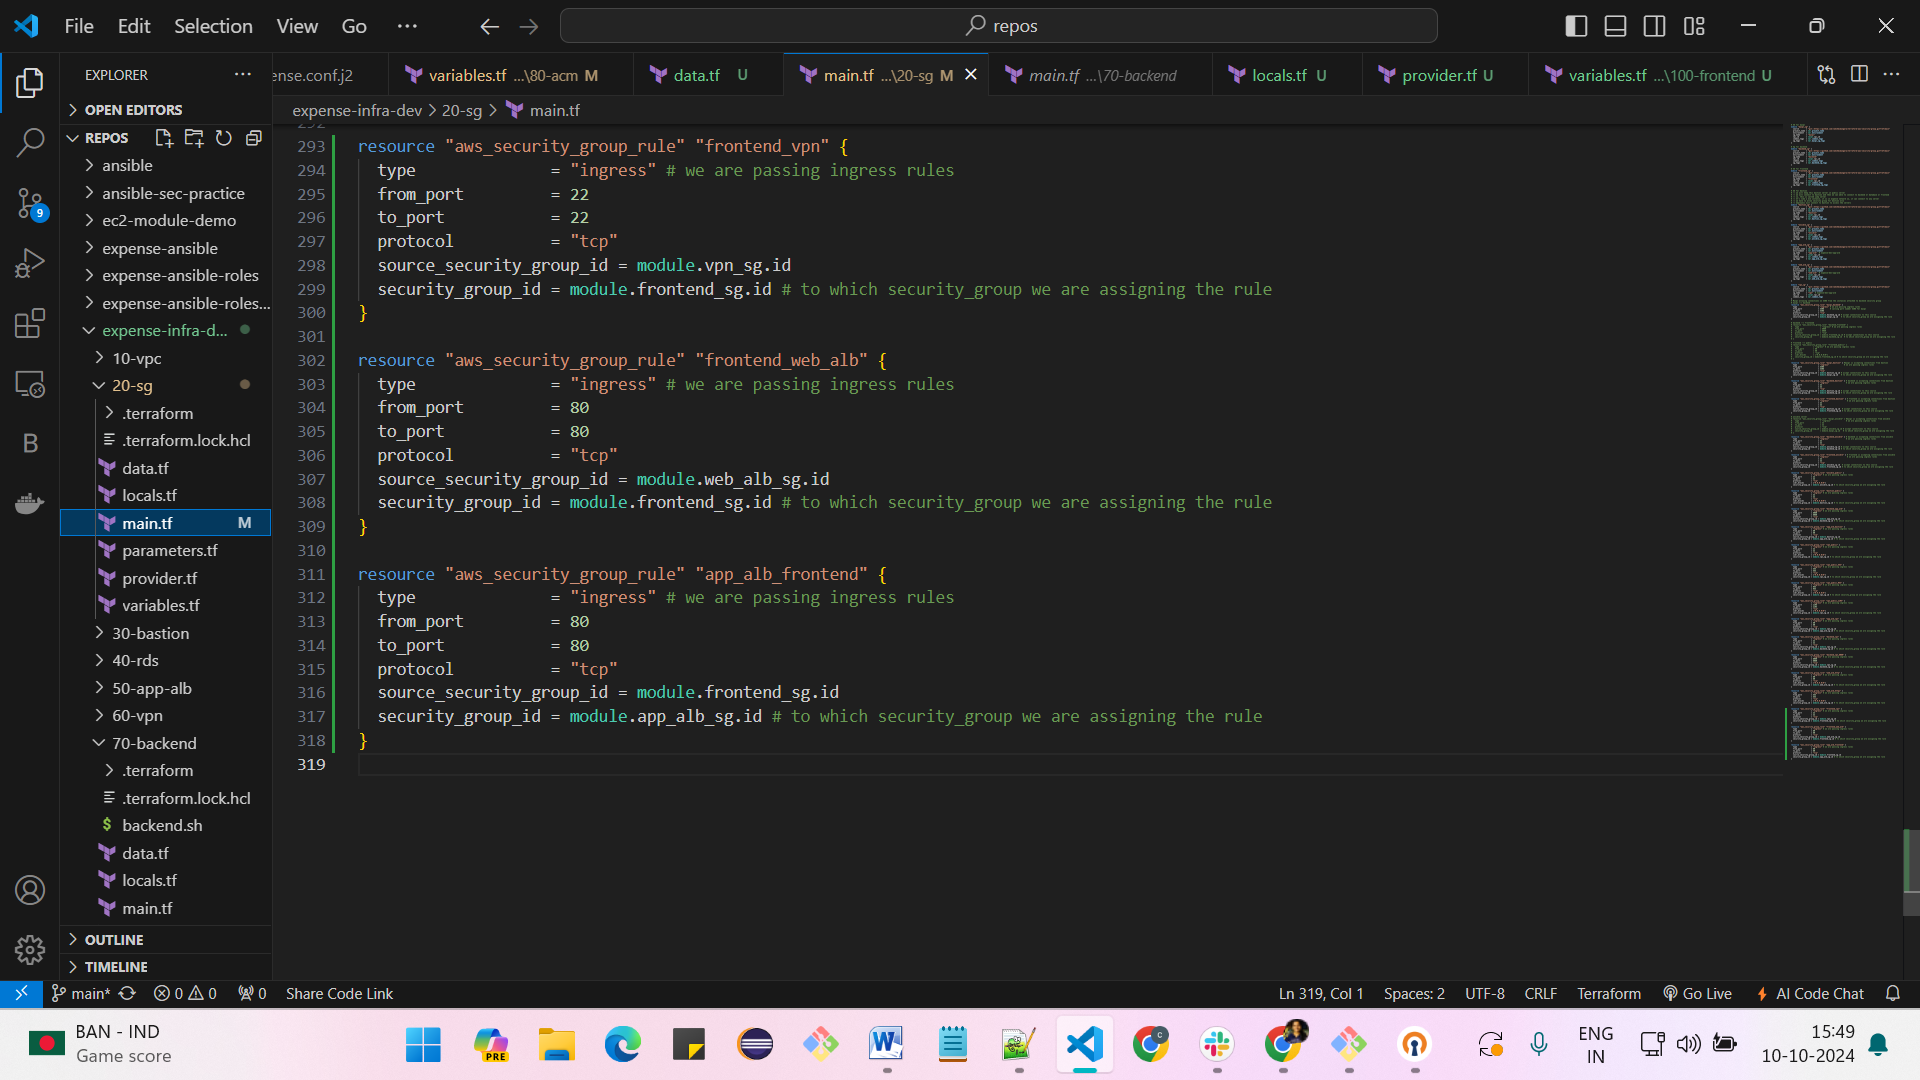 File Edit Selection View Go ··· repos
EXPLORER ···
OPEN EDITORS
REPOS
ansible
ansible-sec-practice
ec2-module-demo
expense-ansible
expense-ansible-roles
expense-ansible-roles...
expense-infra-d...
10-vpc
20-sg
.terraform
.terraform.lock.hcl
data.tf
locals.tf
main.tf M
parameters.tf
provider.tf
variables.tf
30-bastion
40-rds
50-app-alb
60-vpn
70-backend
.terraform
.terraform.lock.hcl
$ backend.sh
data.tf
locals.tf
main.tf
OUTLINE
TIMELINE
9
B
ense.conf.j2 variables.tf ...\80-acm M data.tf U main.tf ...\20-sg M main.tf ...\70-backend locals.tf U provider.tf U variables.tf ...\100-frontend U ···
expense-infra-dev > 20-sg > main.tf
292
293 resource "aws_security_group_rule" "frontend_vpn" {
294   type              = "ingress" # we are passing ingress rules
295   from_port         = 22
296   to_port           = 22
297   protocol          = "tcp"
298   source_security_group_id = module.vpn_sg.id
299   security_group_id = module.frontend_sg.id # to which security_group we are assigning the rule
300 }
301
302 resource "aws_security_group_rule" "frontend_web_alb" {
303   type              = "ingress" # we are passing ingress rules
304   from_port         = 80
305   to_port           = 80
306   protocol          = "tcp"
307   source_security_group_id = module.web_alb_sg.id
308   security_group_id = module.frontend_sg.id # to which security_group we are assigning the rule
309 }
310
311 resource "aws_security_group_rule" "app_alb_frontend" {
312   type              = "ingress" # we are passing ingress rules
313   from_port         = 80
314   to_port           = 80
315   protocol          = "tcp"
316   source_security_group_id = module.frontend_sg.id
317   security_group_id = module.app_alb_sg.id # to which security_group we are assigning the rule
318 }
319
main* 0 0 0 Share Code Link Ln 319, Col 1 Spaces: 2 UTF-8 CRLF Terraform Go Live AI Code Chat
BAN - IND
Game score
PRE
ENG
IN
15:49
10-10-2024